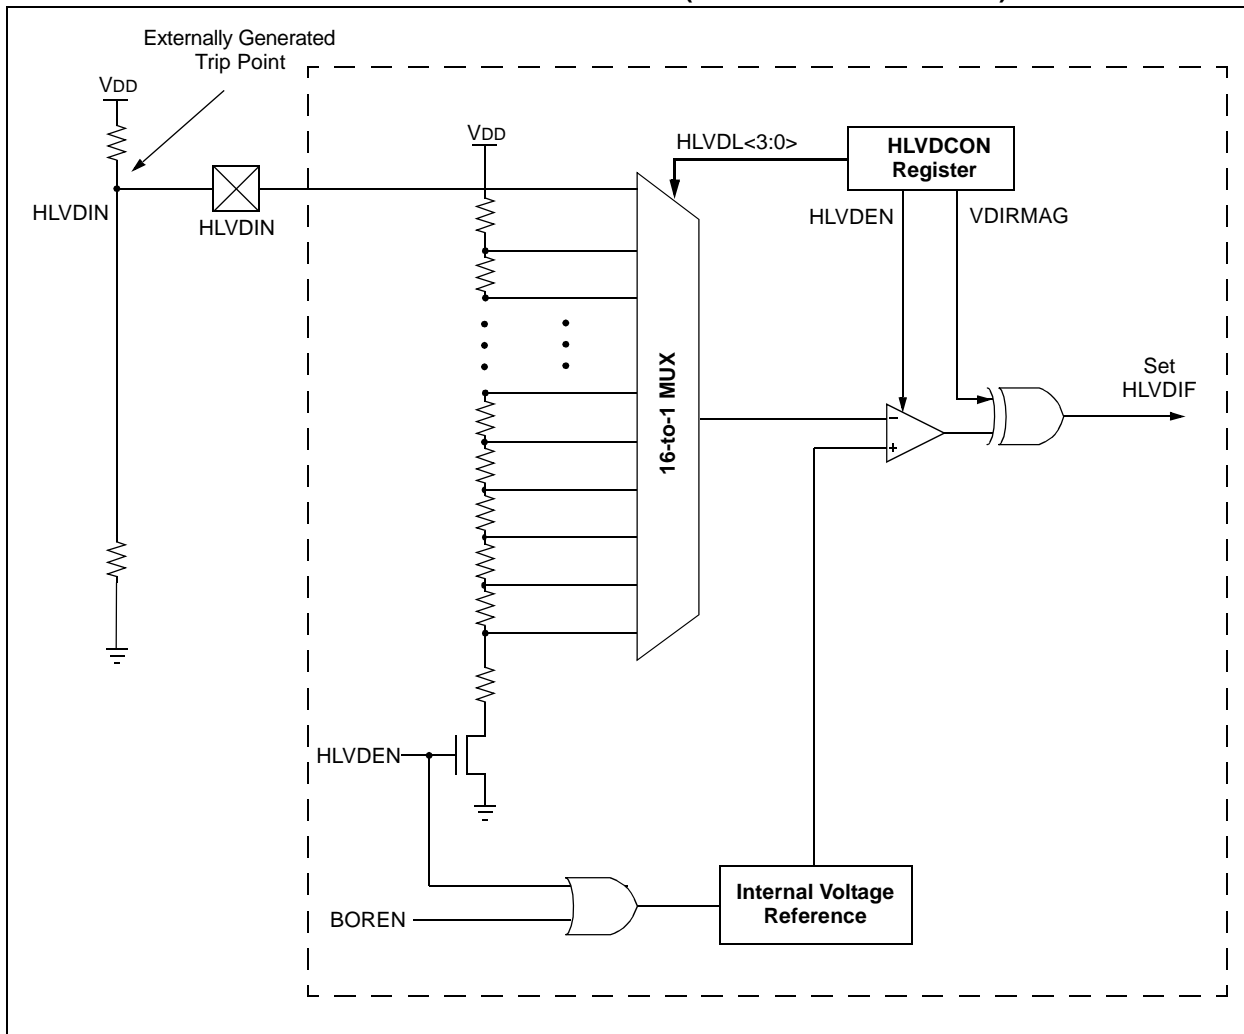 Externally Generated
Trip Point
VDD
VDD
HLVDL<3:0>
HLVDCON
Register
HLVDIN
HLVDIN
HLVDEN
VDIRMAG
16-to-1 MUX
Set
HLVDIF
–
+
HLVDEN
BOREN
Internal Voltage
Reference